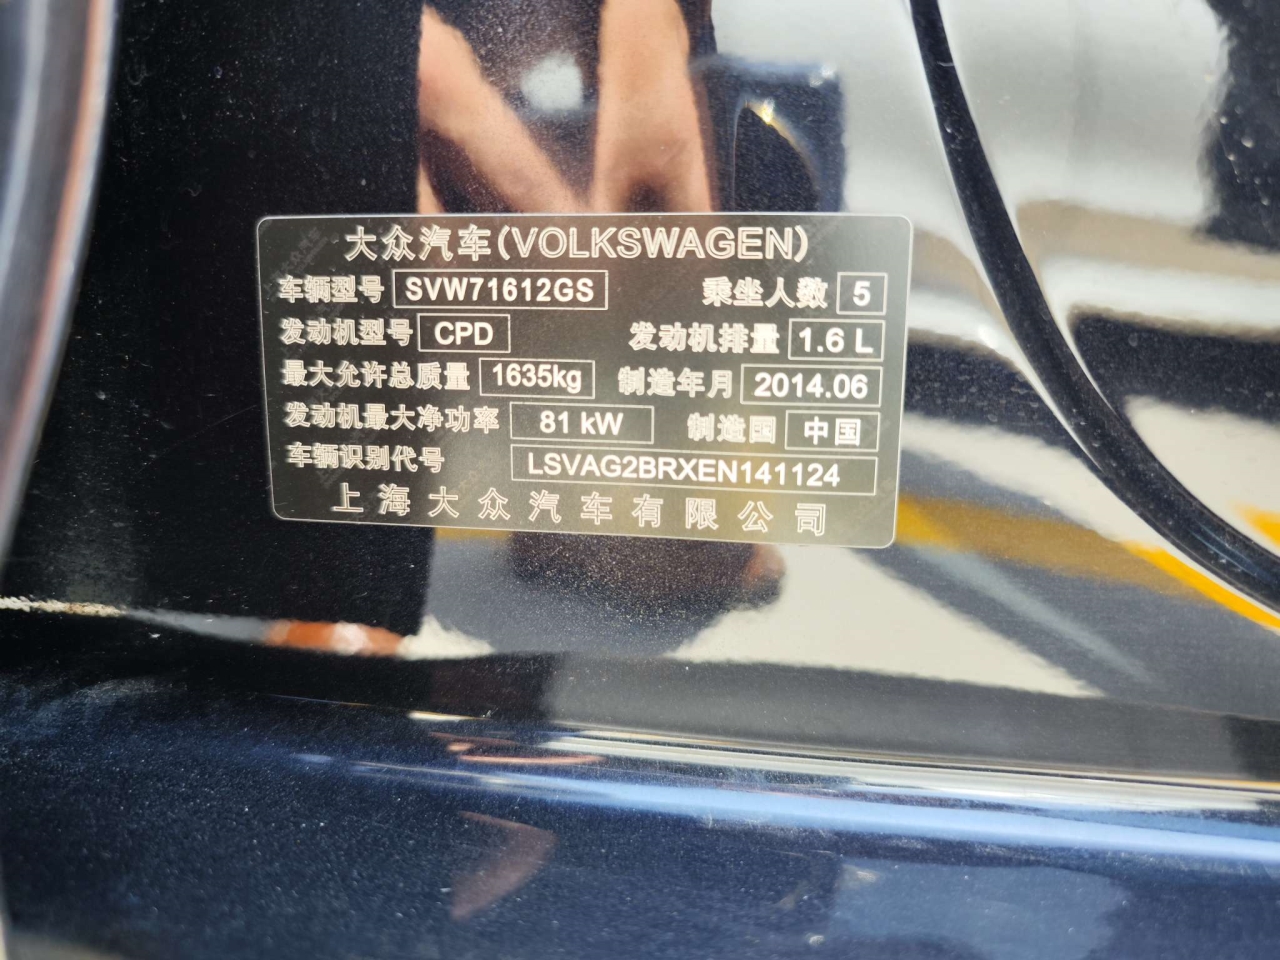 大众汽车(VOLKSWAGEN)
车辆型号 SVW71612GS 乘坐人数 5
发动机型号 CPD 发动机排量 1.6 L
最大允许总质量 1635kg 制造年月 2014.06
发动机最大净功率 81 kW 制造国 中国
车辆识别代号 LSVAG2BRXEN141124
上海大众汽车有限公司